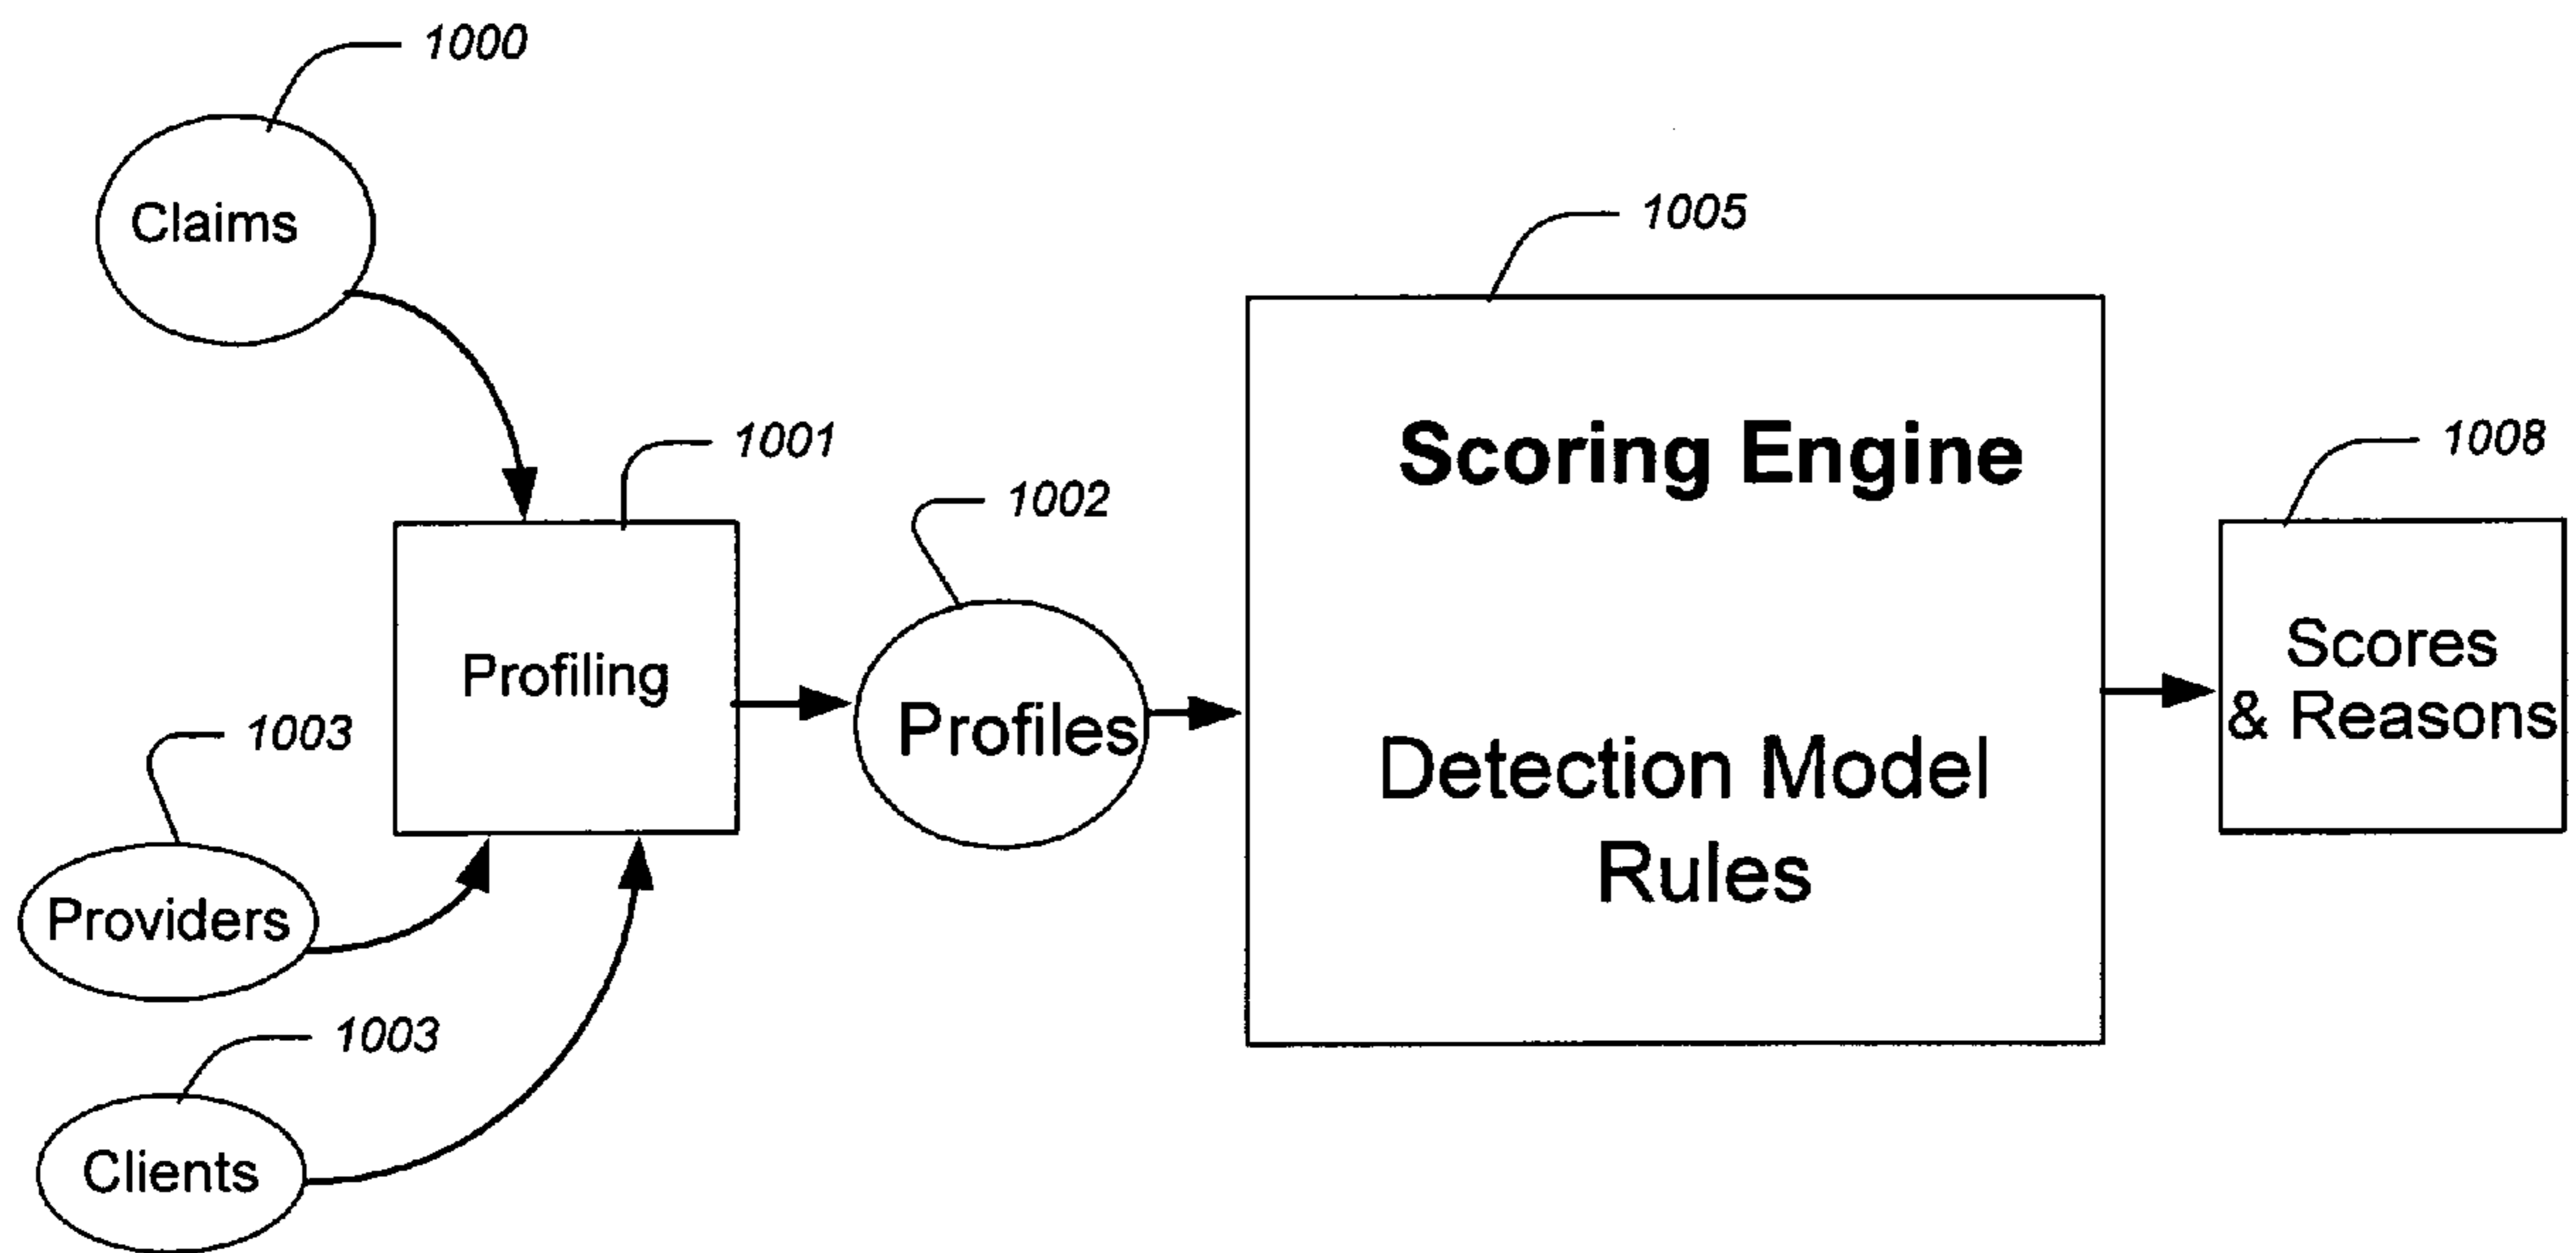 1000
Claims
1005
1001
1008
1002
Scoring Engine
Profiling
Scores
& Reasons
Profiles
1003
Detection Model
Rules
Providers
1003
Clients